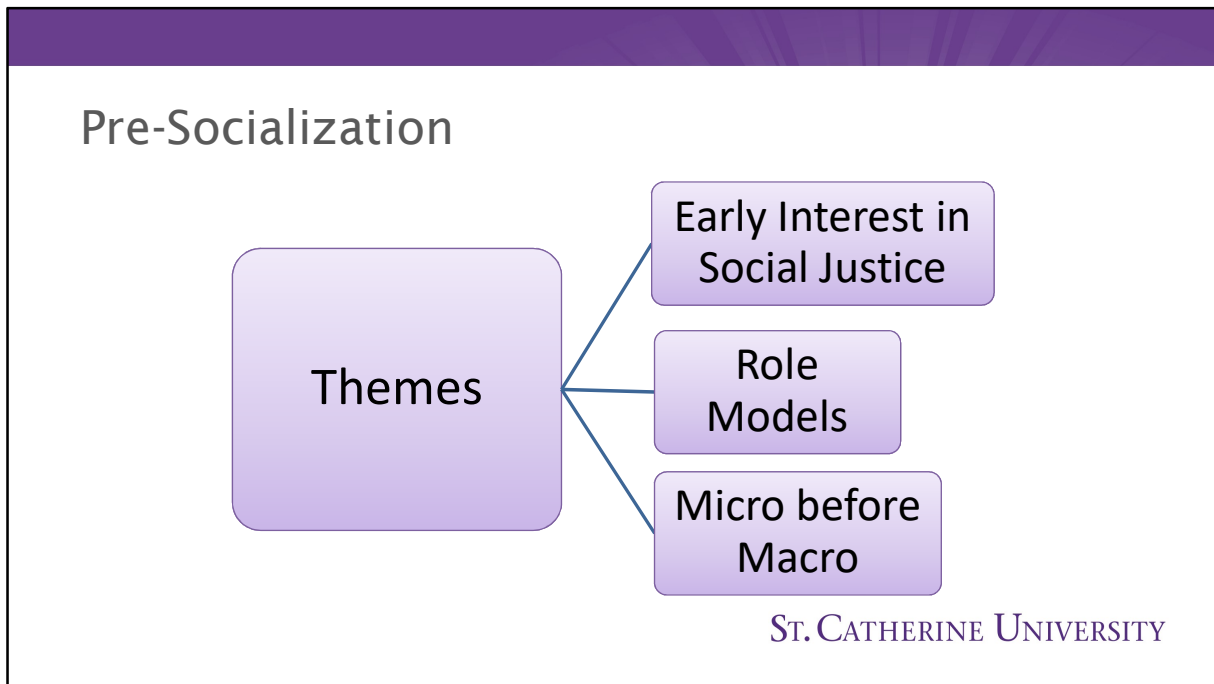 Pre-Socialization
Themes
Early Interest in
Social Justice
Role
Models
Micro before
Macro
ST. CATHERINE UNIVERSITY